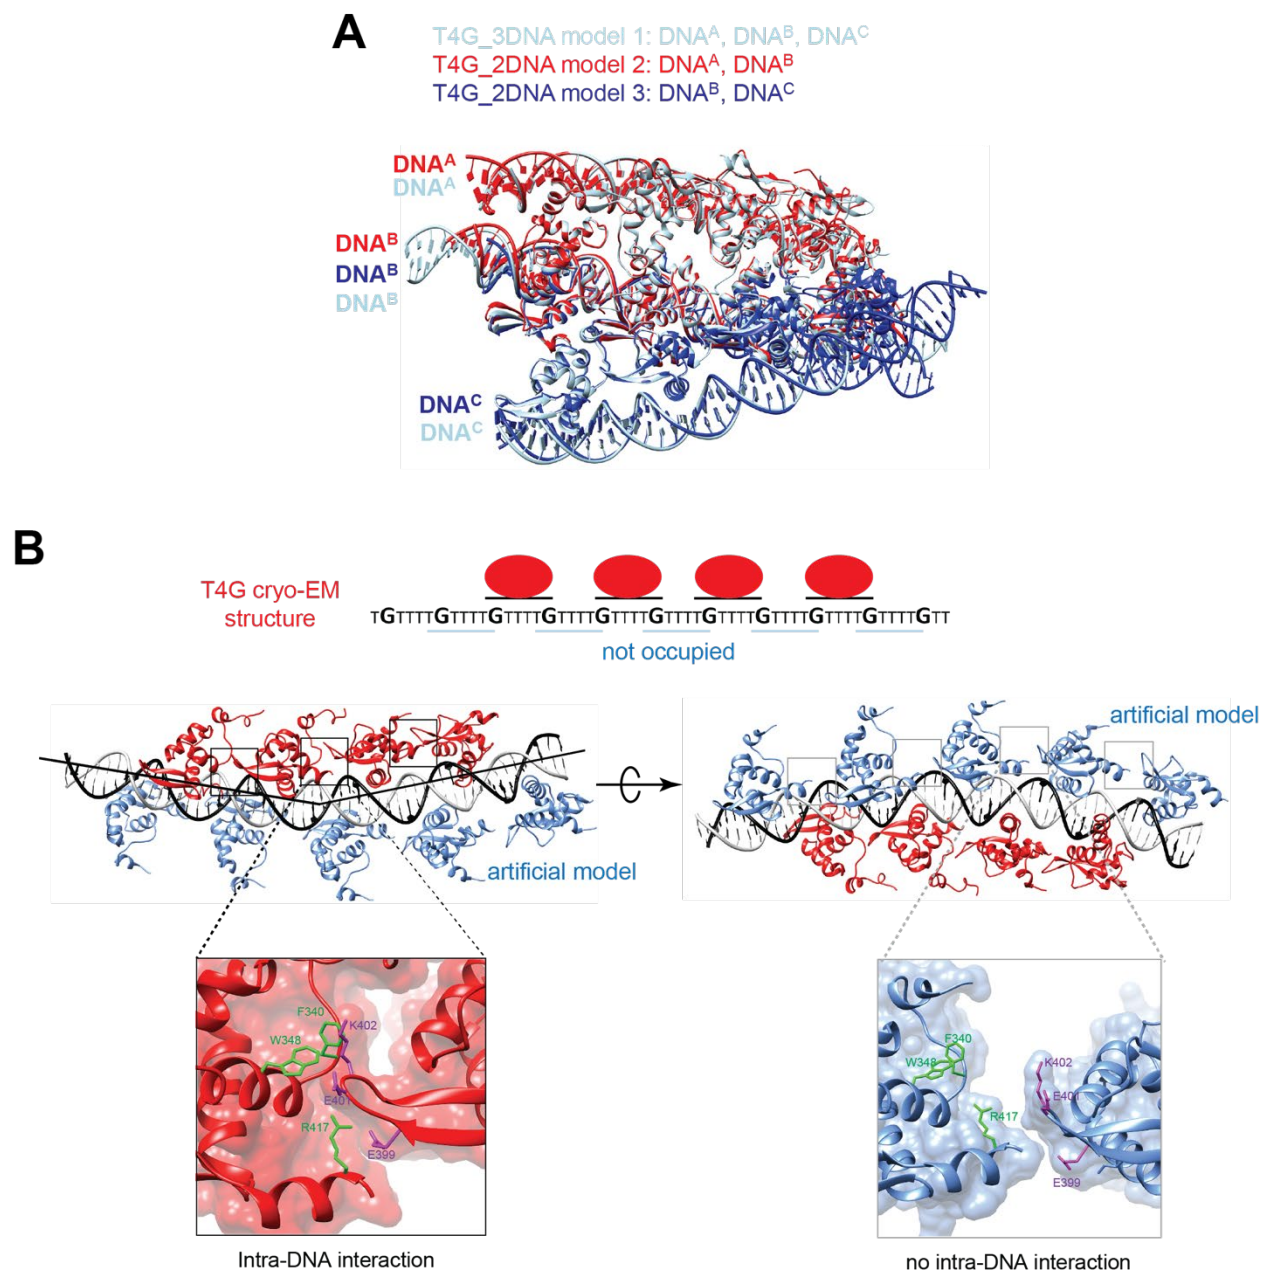 A
T4G_3DNA model 1: DNAᴬ, DNAᴮ, DNAᶜ
T4G_2DNA model 2: DNAᴬ, DNAᴮ
T4G_2DNA model 3: DNAᴮ, DNAᶜ
DNAᴬ
DNAᴬ
DNAᴮ
DNAᴮ
DNAᴮ
DNAᶜ
DNAᶜ
B
T4G cryo-EM
structure
TGTTTTGTTTTGTTTTGTTTTGTTTTGTTTTGTTTTGTTTTGTTTTGTTTTGTT
not occupied
artificial model
artificial model
F340
K402
W348
E401
R417
E399
F340
W348
K402
E401
R417
E399
Intra-DNA interaction
no intra-DNA interaction